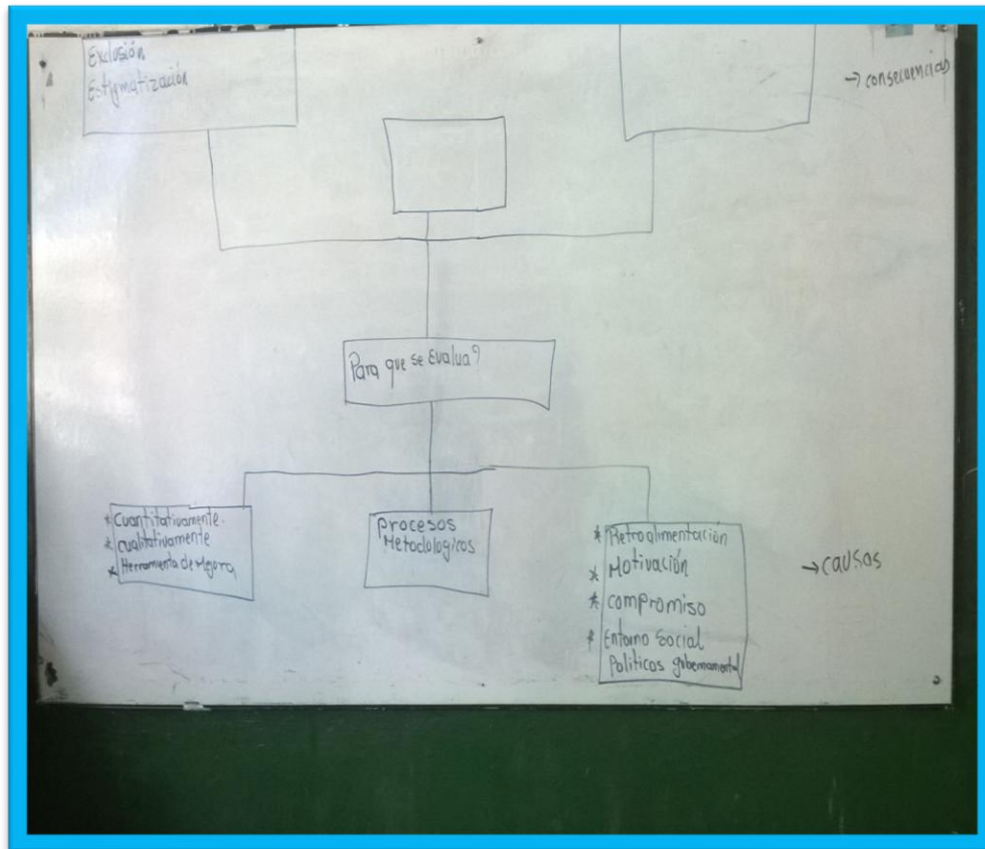 Exclusión
Estigmatización
→ consecuencias
Para que se Evalua?
* Cuantitativamente.
* cualitativamente
* Herramienta de Mejora
Procesos
Metodologicos
* Retroalimentación
* Motivación
* compromiso
* Entorno Social
Politicos gubernamental
→ causas